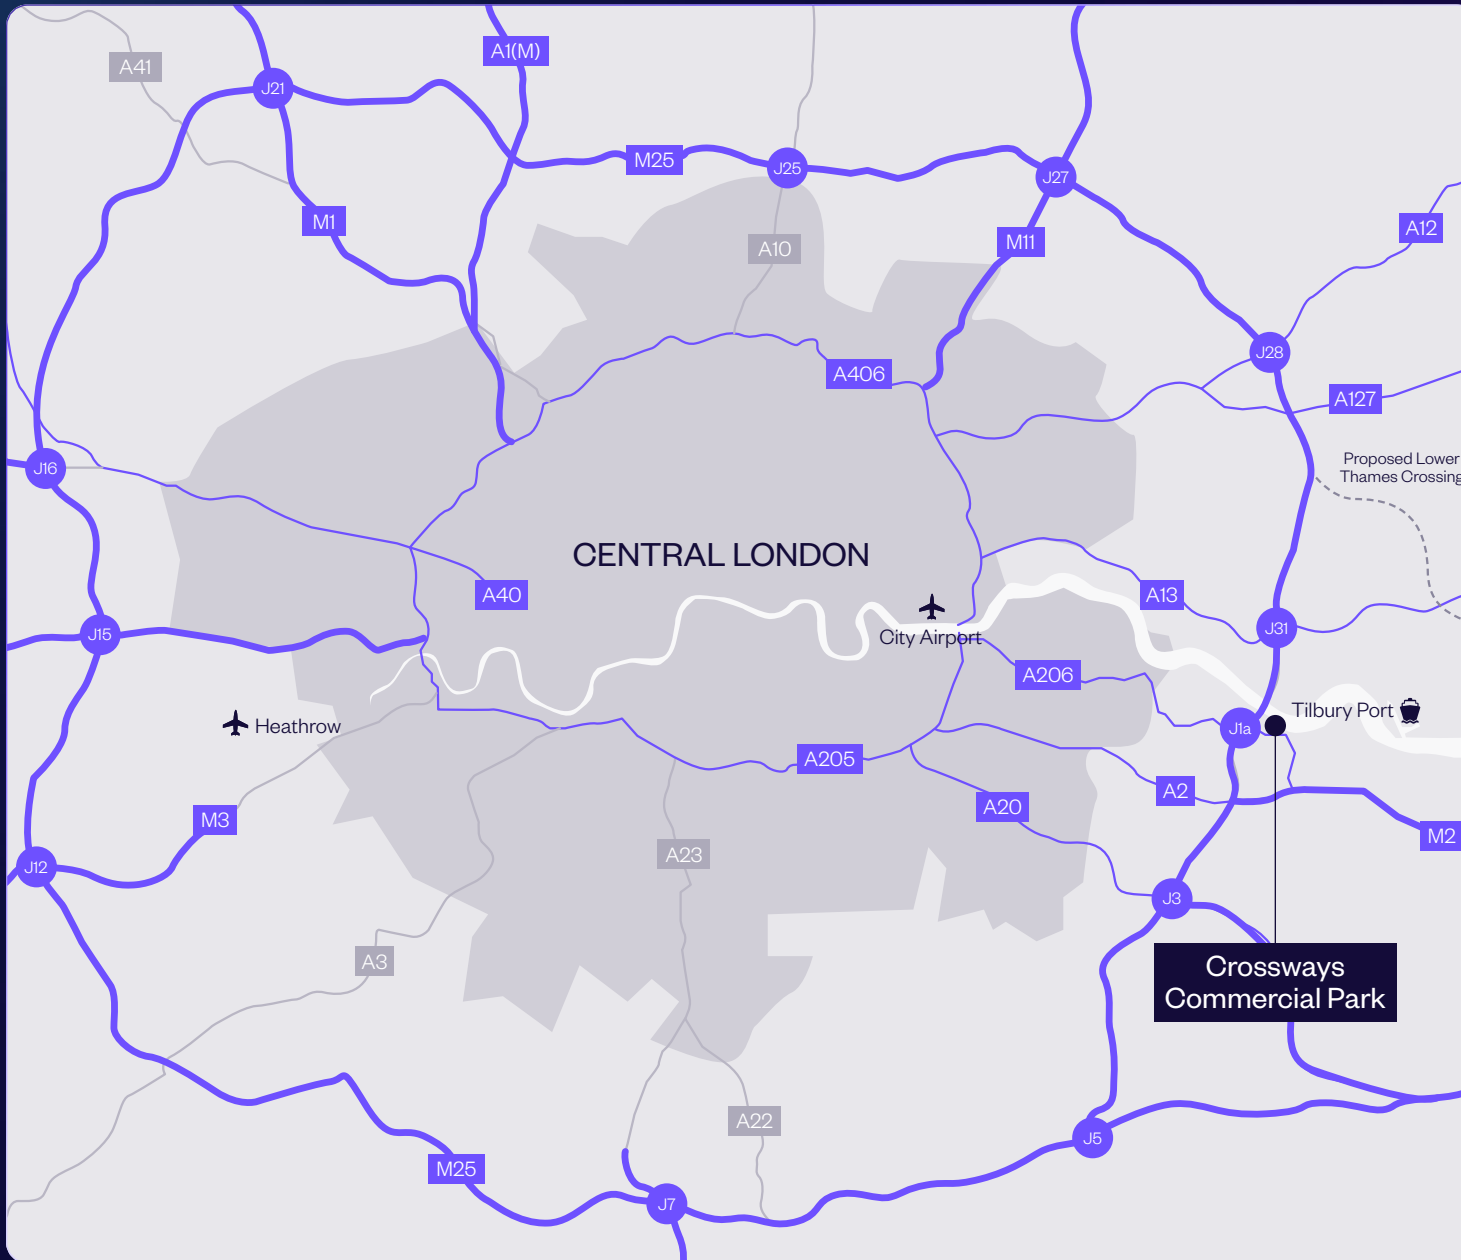 A1(M)
A41
J21
M25
J25
J27
M1
A12
M11
A10
J28
A406
A127
Proposed Lower
Thames Crossing
J16
CENTRAL LONDON
A40
A13
J15
City Airport
J31
A206
Heathrow
Tilbury Port
J1a
A205
A2
A20
M3
M2
A23
J12
J3
A3
Crossways
Commercial Park
A22
J5
M25
J7